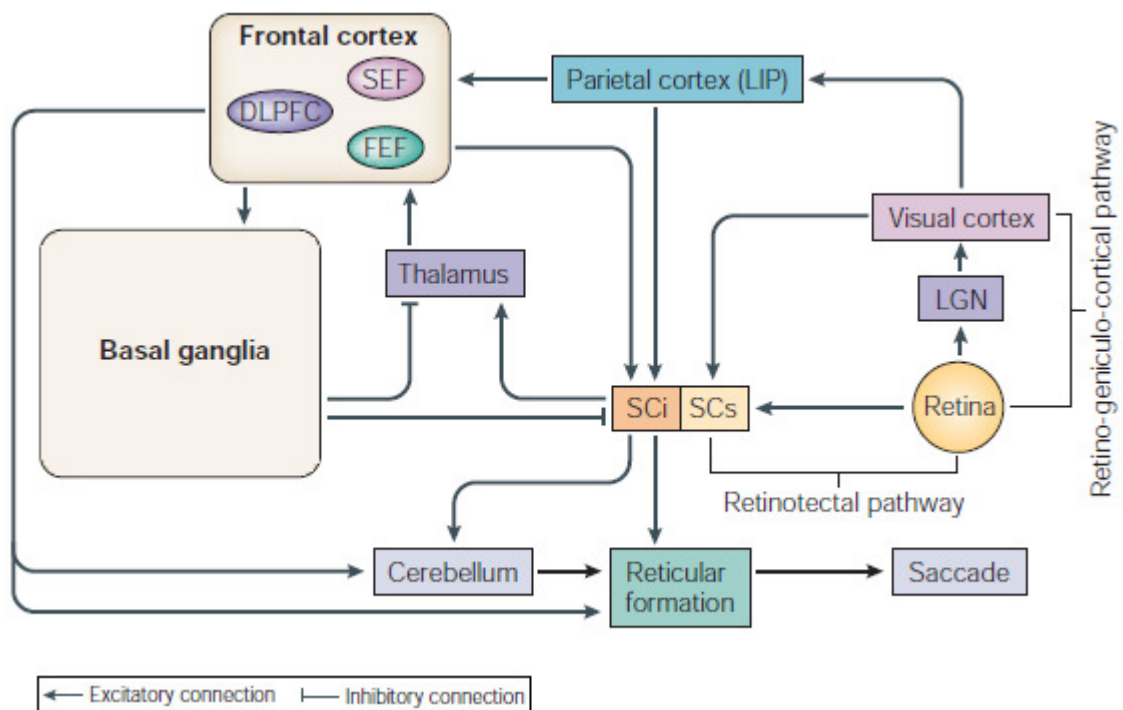 Frontal cortex
SEF
DLPFC
FEF
Parietal cortex (LIP)
Visual cortex
LGN
Retina
Retino-geniculo-cortical pathway
Thalamus
Basal ganglia
SCi
SCs
Retinotectal pathway
Cerebellum
Reticular
formation
Saccade
Excitatory connection
Inhibitory connection